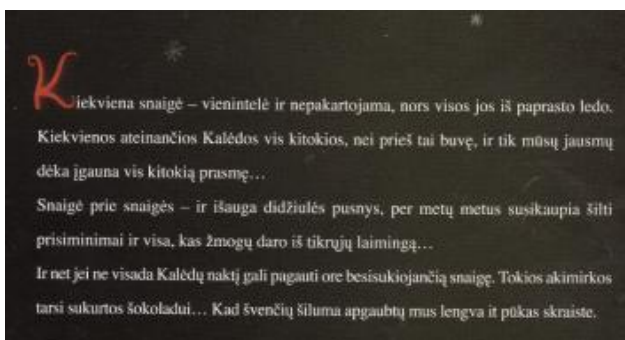 Kiekviena snaigė – vienintelė ir nepakartojama, nors visos jos iš paprasto ledo.
Kiekvienos ateinančios Kalėdos vis kitokios, nei prieš tai buvę, ir tik mūsų jausmų
dėka įgauna vis kitokią prasmę…
Snaigė prie snaigės – ir išauga didžiulės pusnys, per metų metus susikaupia šilti
prisiminimai ir visa, kas žmogų daro iš tikrųjų laimingą…
Ir net jei ne visada Kalėdų naktį gali pagauti ore besisukiojančią snaigę. Tokios akimirkos
tarsi sukurtos šokoladui… Kad švenčių šiluma apgaubtų mus lengva it pūkas skraiste.